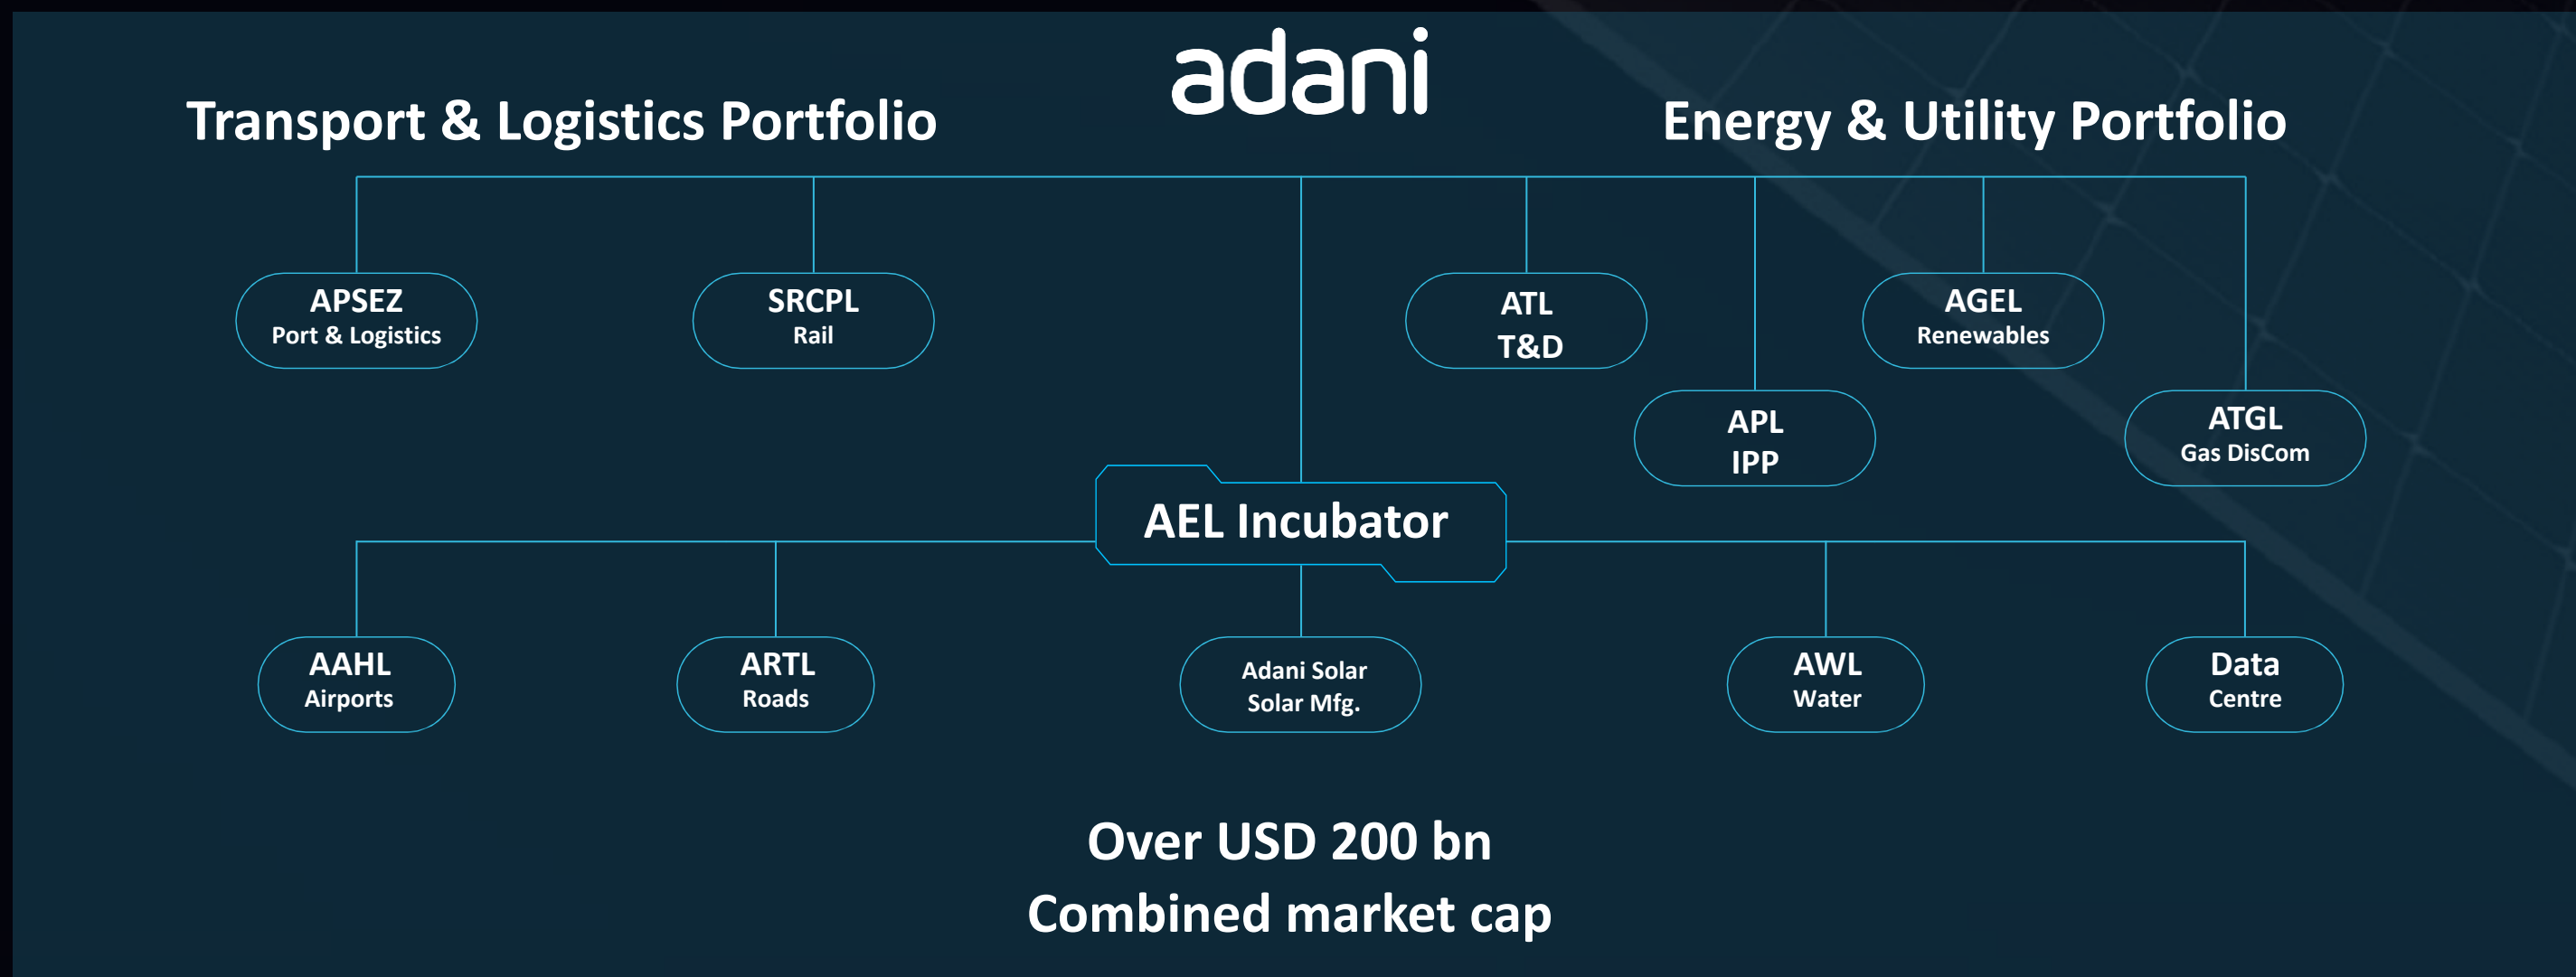 adani
Transport & Logistics Portfolio
Energy & Utility Portfolio
APSEZ
Port & Logistics
SRCPL
Rail
ATL
T&D
APL
IPP
AGEL
Renewables
ATGL
Gas DisCom
AEL Incubator
AAHL
Airports
ARTL
Roads
Adani Solar
Solar Mfg.
AWL
Water
Data
Centre
Over USD 200 bn
Combined market cap